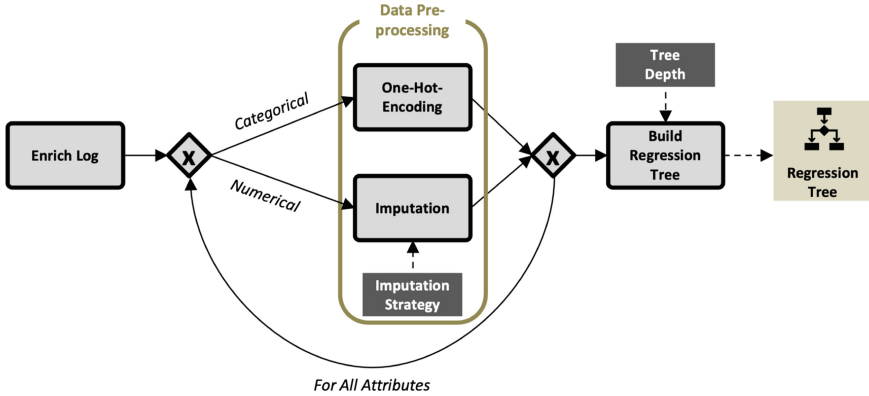 Data Pre-
processing
Enrich Log
X
Categorical
Numerical
One-Hot-
Encoding
Imputation
Imputation
Strategy
X
Tree
Depth
Build
Regression
Tree
Regression
Tree
For All Attributes